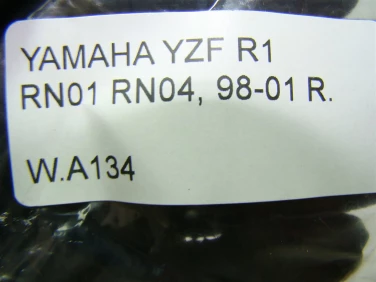 YAMAHA YZF R1
RN01 RN04, 98-01 R.
W.A134